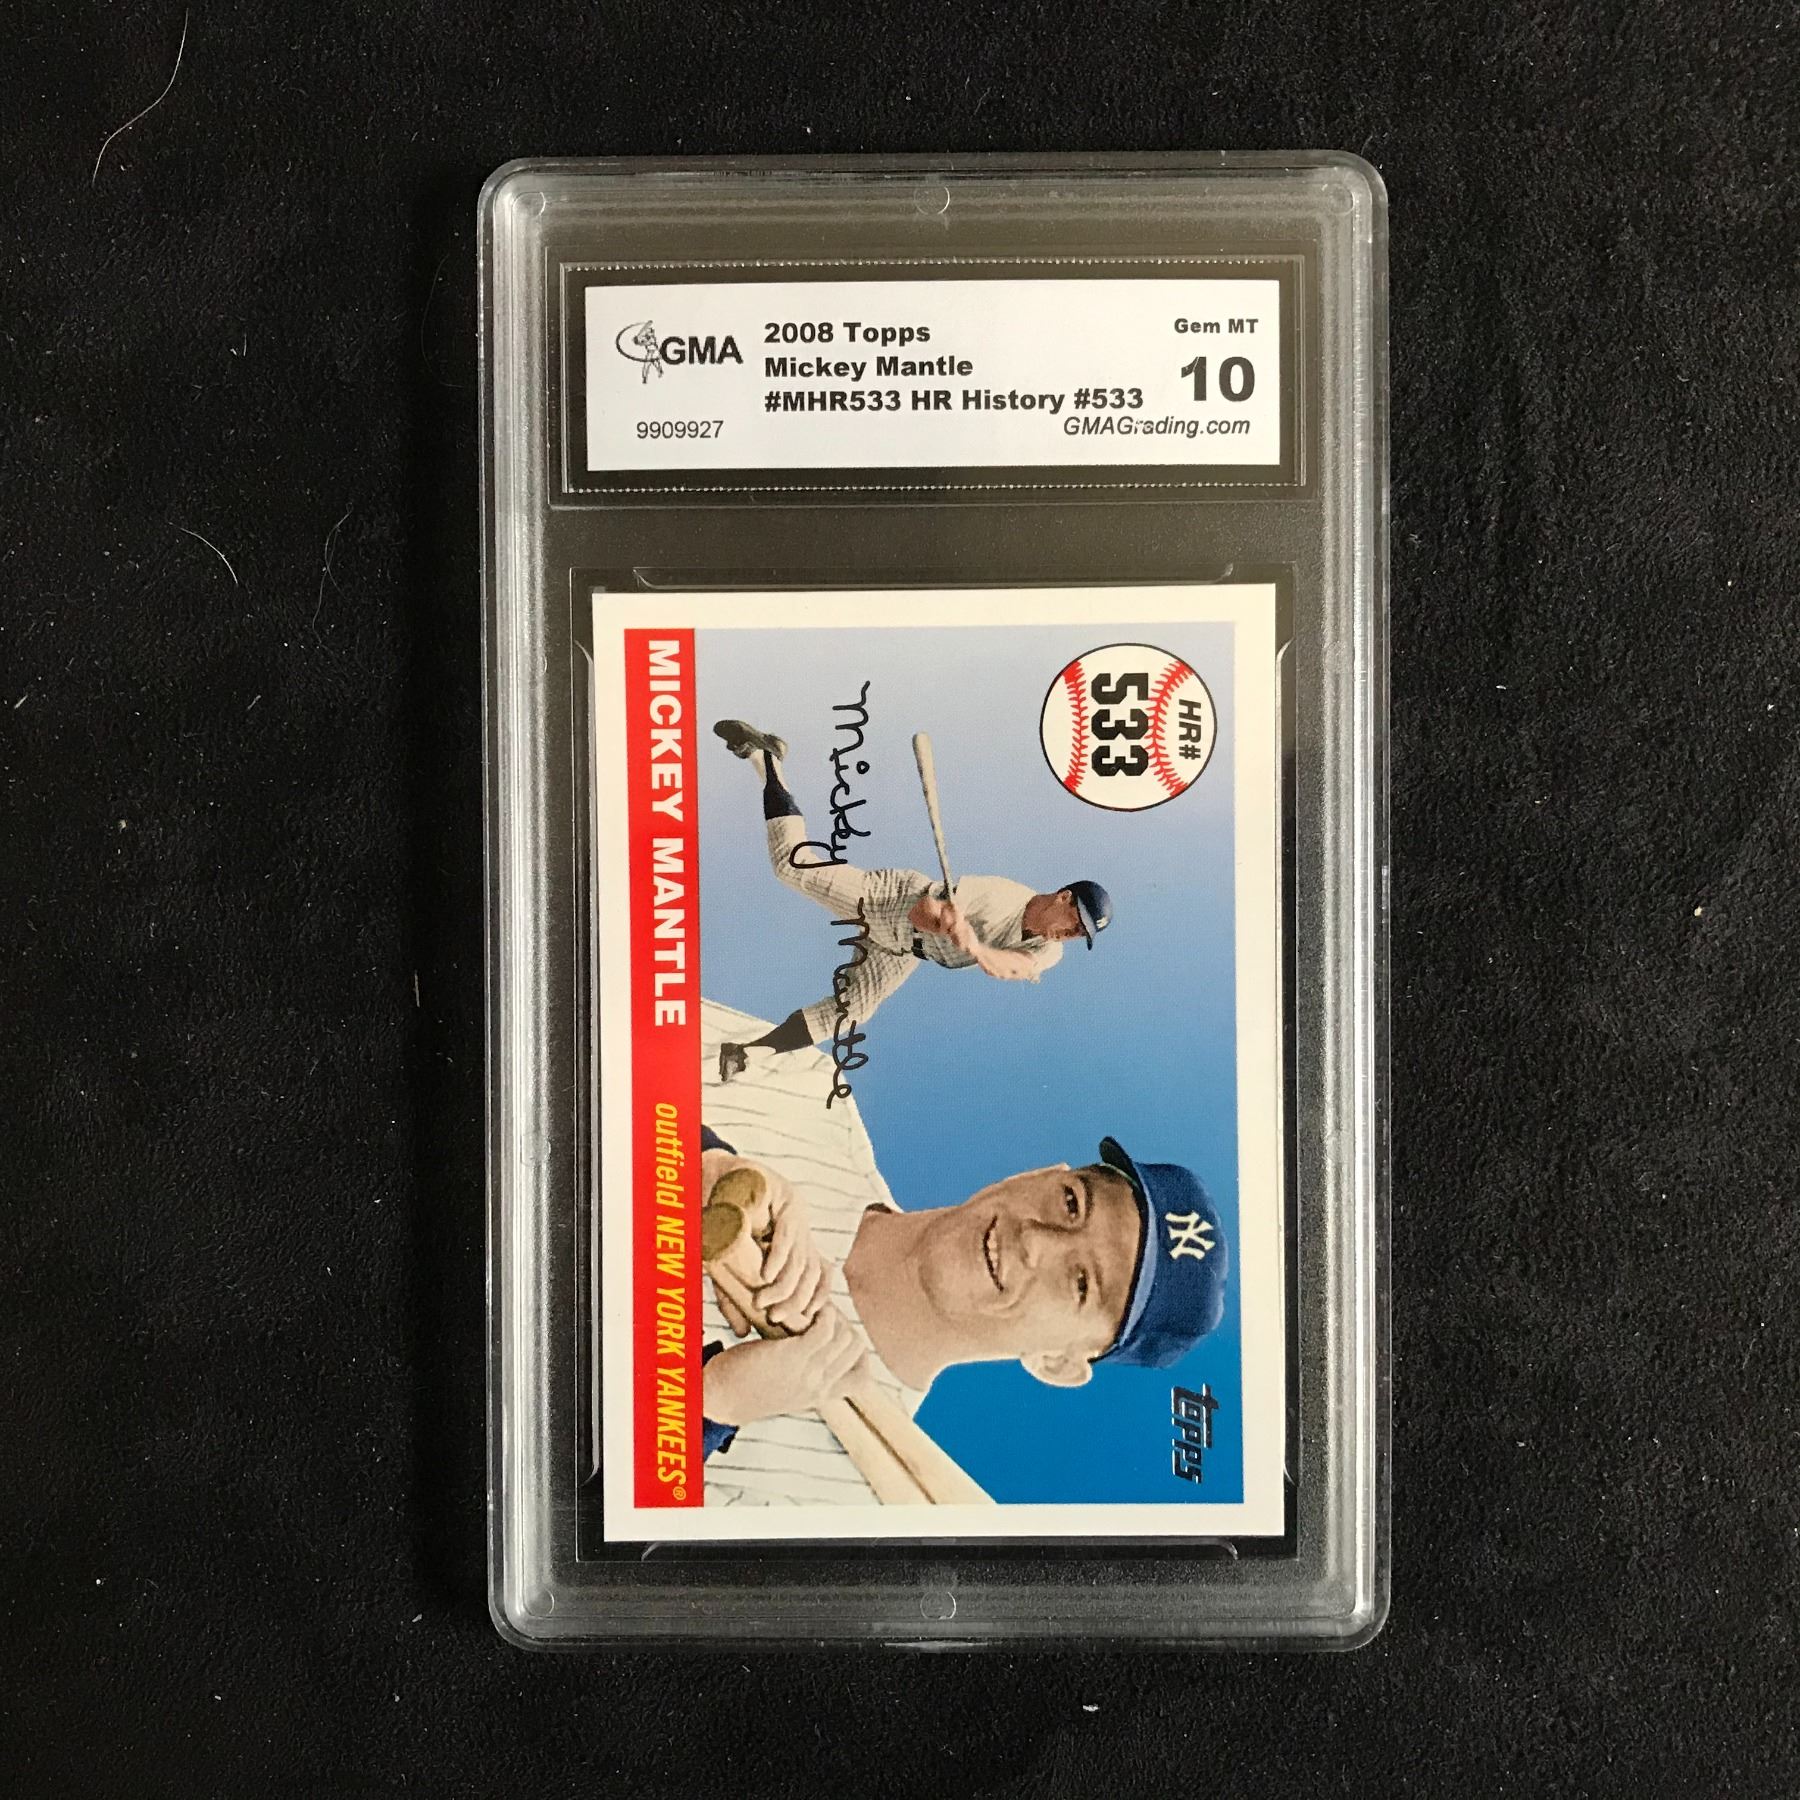 GMA
2008 Topps
Mickey Mantle
#MHR533 HR History #533
9909927
Gem MT
10
GMAGrading.com
HR#
533
Mickey Mantle
NY
topps
MICKEY MANTLE outfield NEW YORK YANKEES®